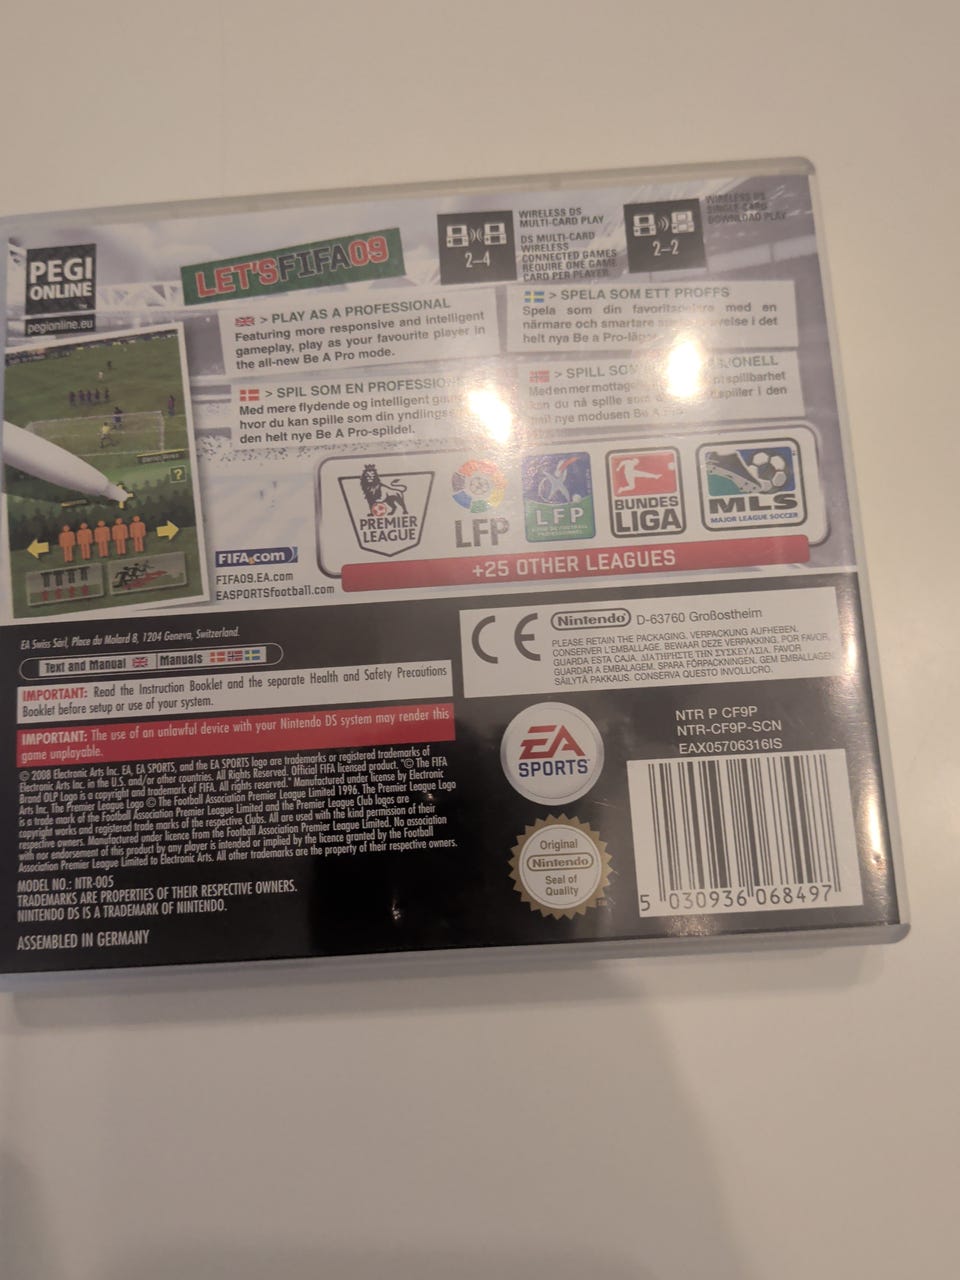 PEGI
ONLINE
™
pegionline.eu
LET'S FIFA 09
2–4
WIRELESS DS
MULTI-CARD PLAY
DS MULTI-CARD
WIRELESS
CONNECTED GAMES
REQUIRE ONE GAME
CARD PER PLAYER
2–2
WIRELESS DS
SINGLE-CARD
DOWNLOAD PLAY
> PLAY AS A PROFESSIONAL
Featuring more responsive and intelligent
gameplay, play as your favourite player in
the all-new Be A Pro mode.
> SPELA SOM ETT PROFFS
Spela som din med en
närmare och smartare i det
helt nya Be a
> SPIL SOM EN
Med mere flydende og intelligent
hvor du kan spille som din
den helt nye Be A Pro-spildel.
> SPILL SOM
Med en mer
kan du nå spille som spiller i den
helt nye modusen Be A
?
PREMIER
LEAGUE
LFP
LFP
BUNDES
LIGA
MLS
MAJOR LEAGUE SOCCER
+25 OTHER LEAGUES
FIFA.com
FIFA09.EA.com
EASPORTSfootball.com
EA Swiss Sàrl, Place du Molard 8, 1204 Geneva, Switzerland.
Text and Manual Manuals
IMPORTANT: Read the Instruction Booklet and the separate Health and Safety Precautions
Booklet before setup or use of your system.
IMPORTANT: The use of an unlawful device with your Nintendo DS system may render this
game unplayable.
© 2008 Electronic Arts Inc. EA, EA SPORTS, and the EA SPORTS logo are trademarks or registered trademarks of
Electronic Arts Inc. in the U.S. and/or other countries. All Rights Reserved. Official FIFA licensed product. "© The FIFA
Brand OLP Logo is a copyright and trademark of FIFA. All rights reserved." Manufactured under license by Electronic
Arts Inc. The Premier League Logo © The Football Association Premier League Limited 1996. The Premier League Logo
is a trade mark of the Football Association Premier League Limited and the Premier League Club logos are
copyright works and registered trade marks of the respective Clubs. All are used with the kind permission of their
respective owners. Manufactured under licence from the Football Association Premier League Limited. No association
with nor endorsement of this product by any player is intended or implied by the licence granted by the Football
Association Premier League Limited to Electronic Arts. All other trademarks are the property of their respective owners.
MODEL NO.: NTR-005
TRADEMARKS ARE PROPERTIES OF THEIR RESPECTIVE OWNERS.
NINTENDO DS IS A TRADEMARK OF NINTENDO.
ASSEMBLED IN GERMANY
CE
Nintendo D-63760 Großostheim
PLEASE RETAIN THE PACKAGING. VERPACKUNG AUFHEBEN.
CONSERVER L'EMBALLAGE. BEWAAR DEZE VERPAKKING. POR FAVOR,
GUARDA ESTA CAJA. ΔΙΑΤΗΡΗΣΤΕ ΤΗΝ ΣΥΣΚΕΥΑΣΙΑ. FAVOR
GUARDAR A EMBALAGEM. SPARA FÖRPACKNINGEN. GEM EMBALLAGEN.
SÄILYTÄ PAKKAUS. CONSERVA QUESTO INVOLUCRO.
EA
SPORTS
Original
Nintendo
Seal of
Quality
NTR P CF9P
NTR-CF9P-SCN
EAX05706316IS
5 030936 068497